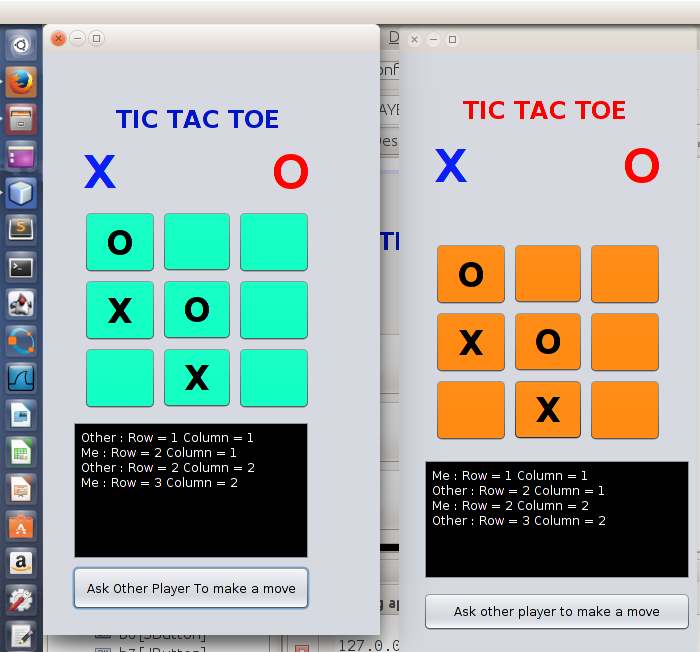 TIC TAC TOE
X O
O
X O
X
Other : Row = 1 Column = 1
Me : Row = 2 Column = 1
Other : Row = 2 Column = 2
Me : Row = 3 Column = 2
Ask Other Player To make a move
TIC TAC TOE
X O
O
X O
X
Me : Row = 1 Column = 1
Other : Row = 2 Column = 1
Me : Row = 2 Column = 2
Other : Row = 3 Column = 2
Ask other player to make a move
127.0.0